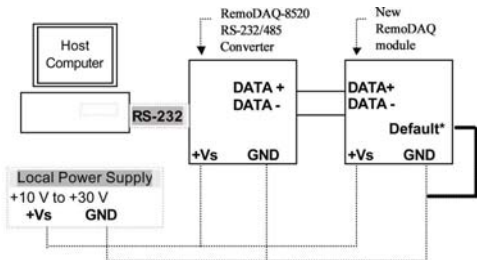 Host
Computer
RS-232
RemoDAQ-8520
RS-232/485
Converter
DATA +
DATA -
+Vs GND
New
RemoDAQ
module
DATA+
DATA -
Default*
+Vs GND
Local Power Supply
+10 V to +30 V
+Vs GND